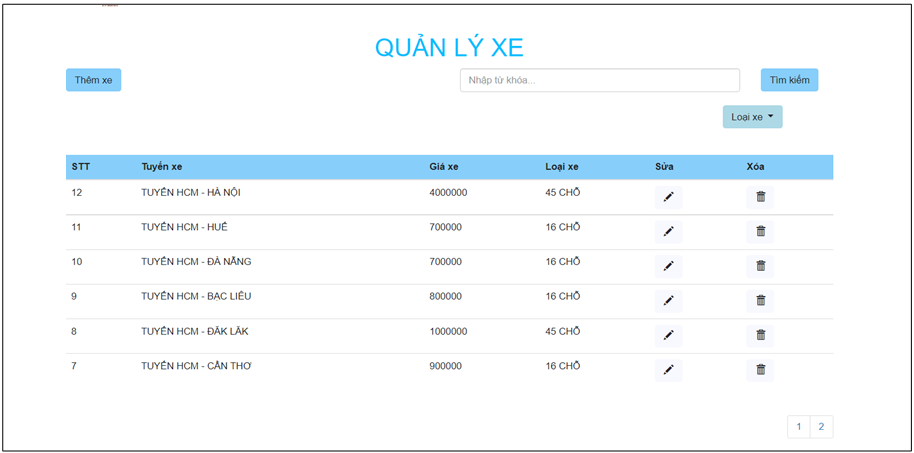 QUẢN LÝ XE
Thêm xe
Nhập từ khóa...
Tìm kiếm
Loại xe
STT Tuyến xe Giá xe Loại xe Sửa Xóa
12 TUYẾN HCM - HÀ NỘI 4000000 45 CHỖ
11 TUYẾN HCM - HUẾ 700000 16 CHỖ
10 TUYẾN HCM - ĐÀ NẴNG 700000 16 CHỖ
9 TUYẾN HCM - BẠC LIÊU 800000 16 CHỖ
8 TUYẾN HCM - ĐĂK LĂK 1000000 45 CHỖ
7 TUYẾN HCM - CẦN THƠ 900000 16 CHỖ
1 2